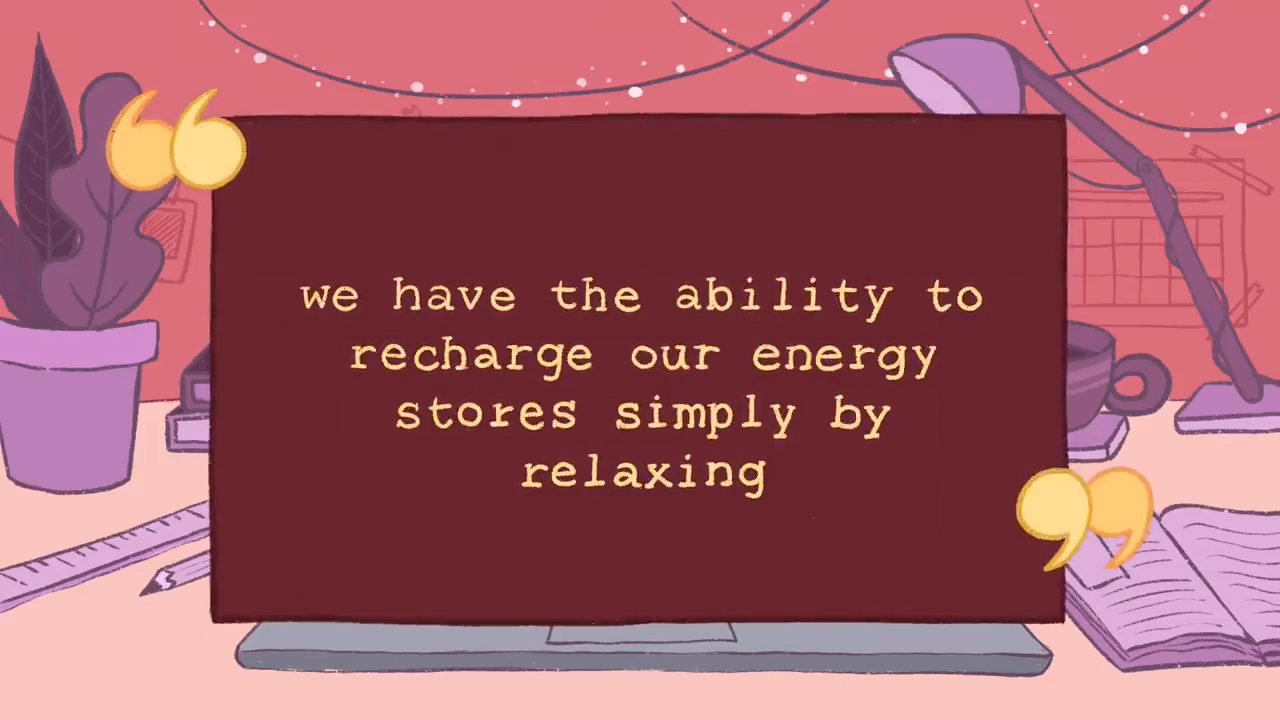 we have the ability to
recharge our energy
stores simply by
relaxing